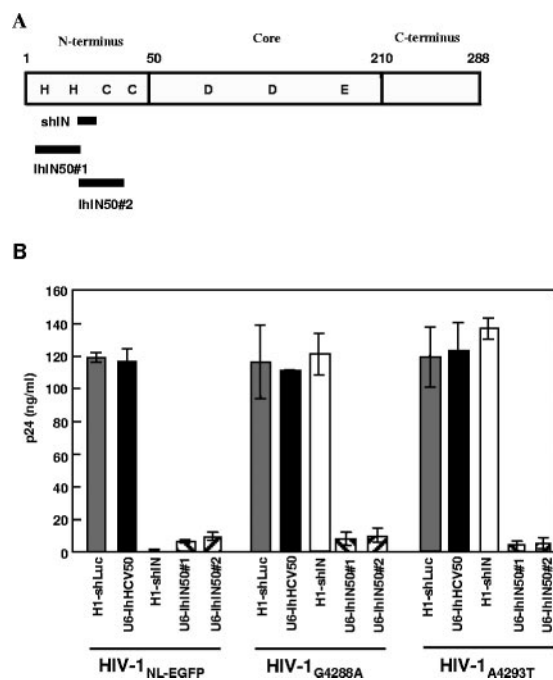 A
N-terminus Core C-terminus
1 50 210 288
H H C C D D E
shIN
lhIN50#1
lhIN50#2
B
160
140
120
100
80
60
40
20
0
p24 (ng/ml)
H1-shLuc U6-lhHCV50 H1-shIN U6-lhIN50#1 U6-lhIN50#2 H1-shLuc U6-lhHCV50 H1-shIN U6-lhIN50#1 U6-lhIN50#2 H1-shLuc U6-lhHCV50 H1-shIN U6-lhIN50#1 U6-lhIN50#2
HIV-1NL-EGFP HIV-1G4288A HIV-1A4293T